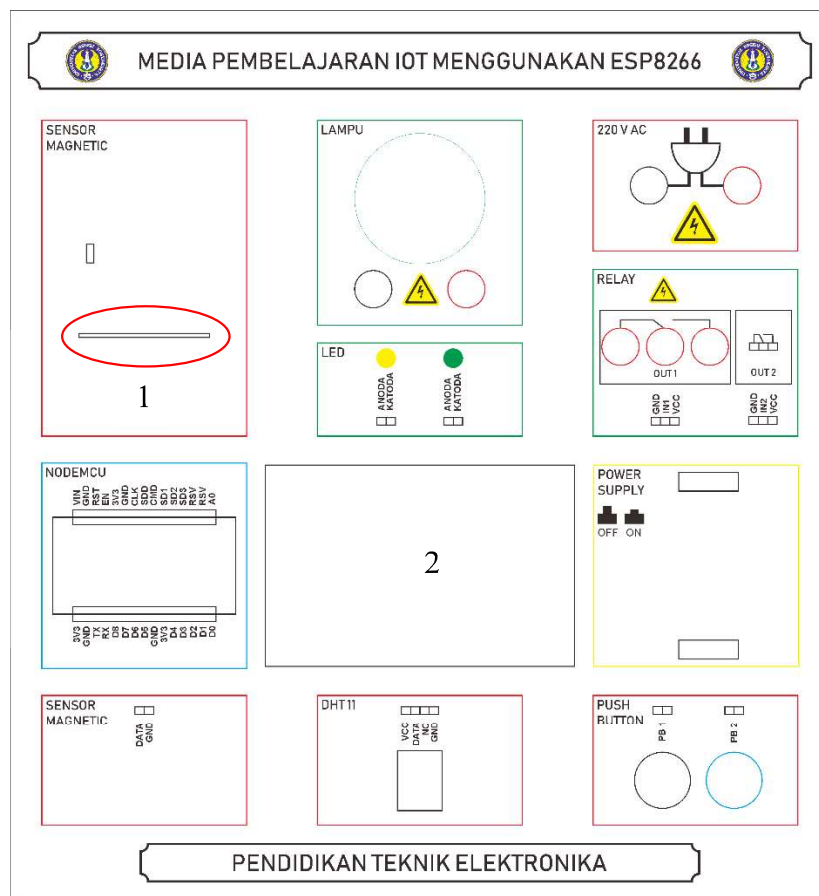 MEDIA PEMBELAJARAN IOT MENGGUNAKAN ESP8266
SENSOR
MAGNETIC
1
LAMPU
220 V AC
LED
ANODA
KATODA
ANODA
KATODA
RELAY
OUT 1
OUT 2
GND
IN1
VCC
GND
IN2
VCC
NODEMCU
VIN
GND
RST
EN
3V3
GND
CLK
SDD
CMD
SD1
SD2
SD3
RSV
RSV
A0
3V3
GND
TX
RX
D8
D7
D6
D5
GND
3V3
D4
D3
D2
D1
D0
2
POWER
SUPPLY
OFF ON
SENSOR
MAGNETIC
DATA
GND
DHT11
VCC
DATA
NC
GND
PUSH
BUTTON
PB 1
PB 2
PENDIDIKAN TEKNIK ELEKTRONIKA